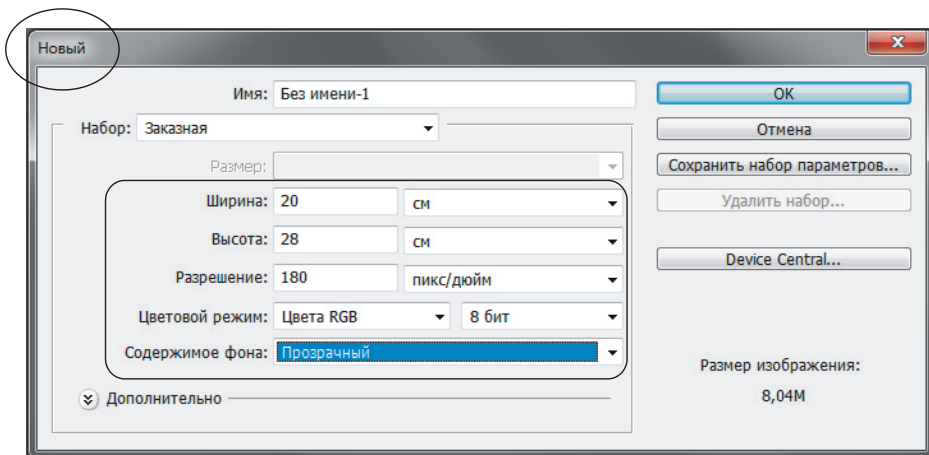 Новый
Имя: Без имени-1
OK
Набор: Заказная
Отмена
Размер:
Сохранить набор параметров...
Ширина: 20 см
Удалить набор...
Высота: 28 см
Device Central...
Разрешение: 180 пикс/дюйм
Цветовой режим: Цвета RGB 8 бит
Содержимое фона: Прозрачный
Размер изображения:
8,04M
Дополнительно